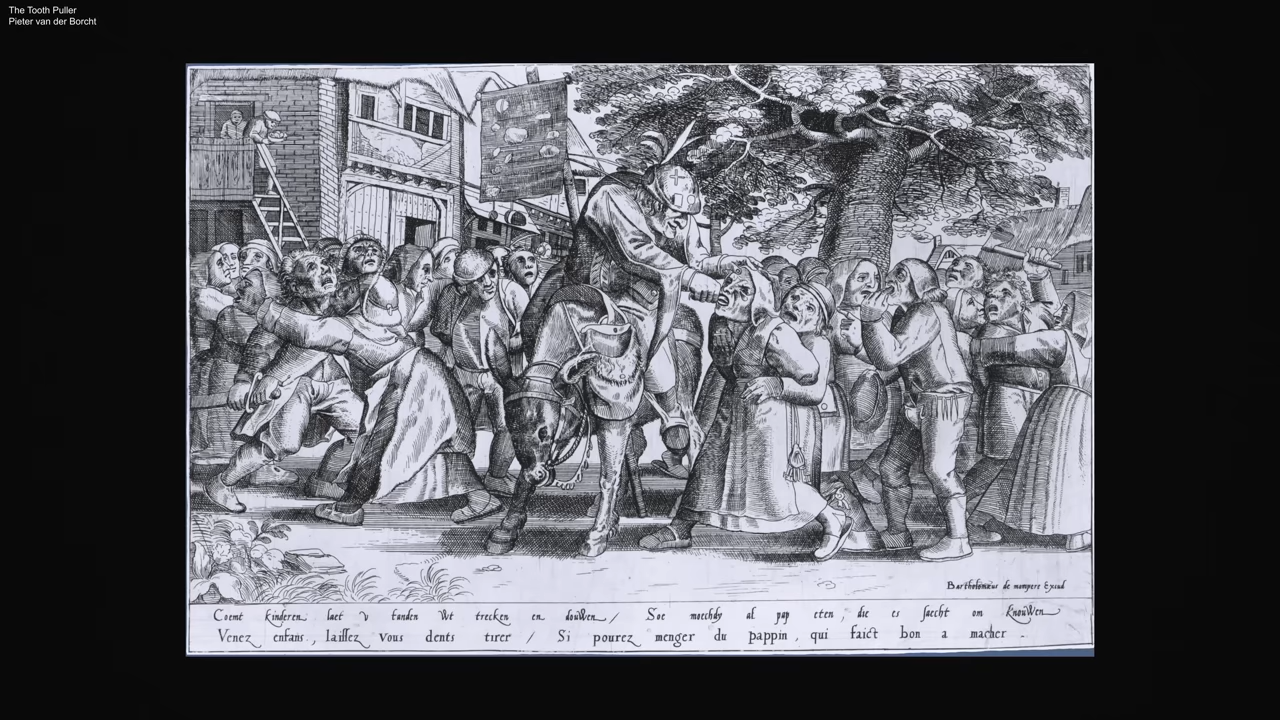 The Tooth Puller
Pieter van der Borcht
Bartholomeus de mompere Excud
Coemt kinderen laet v tanden Wt trecken en douWen / Soe moechdy al pap eten, die es saecht om knouWen
Venez enfans, laissez vous dents tirer / Si pourez menger du pappin, qui faict bon a macher.